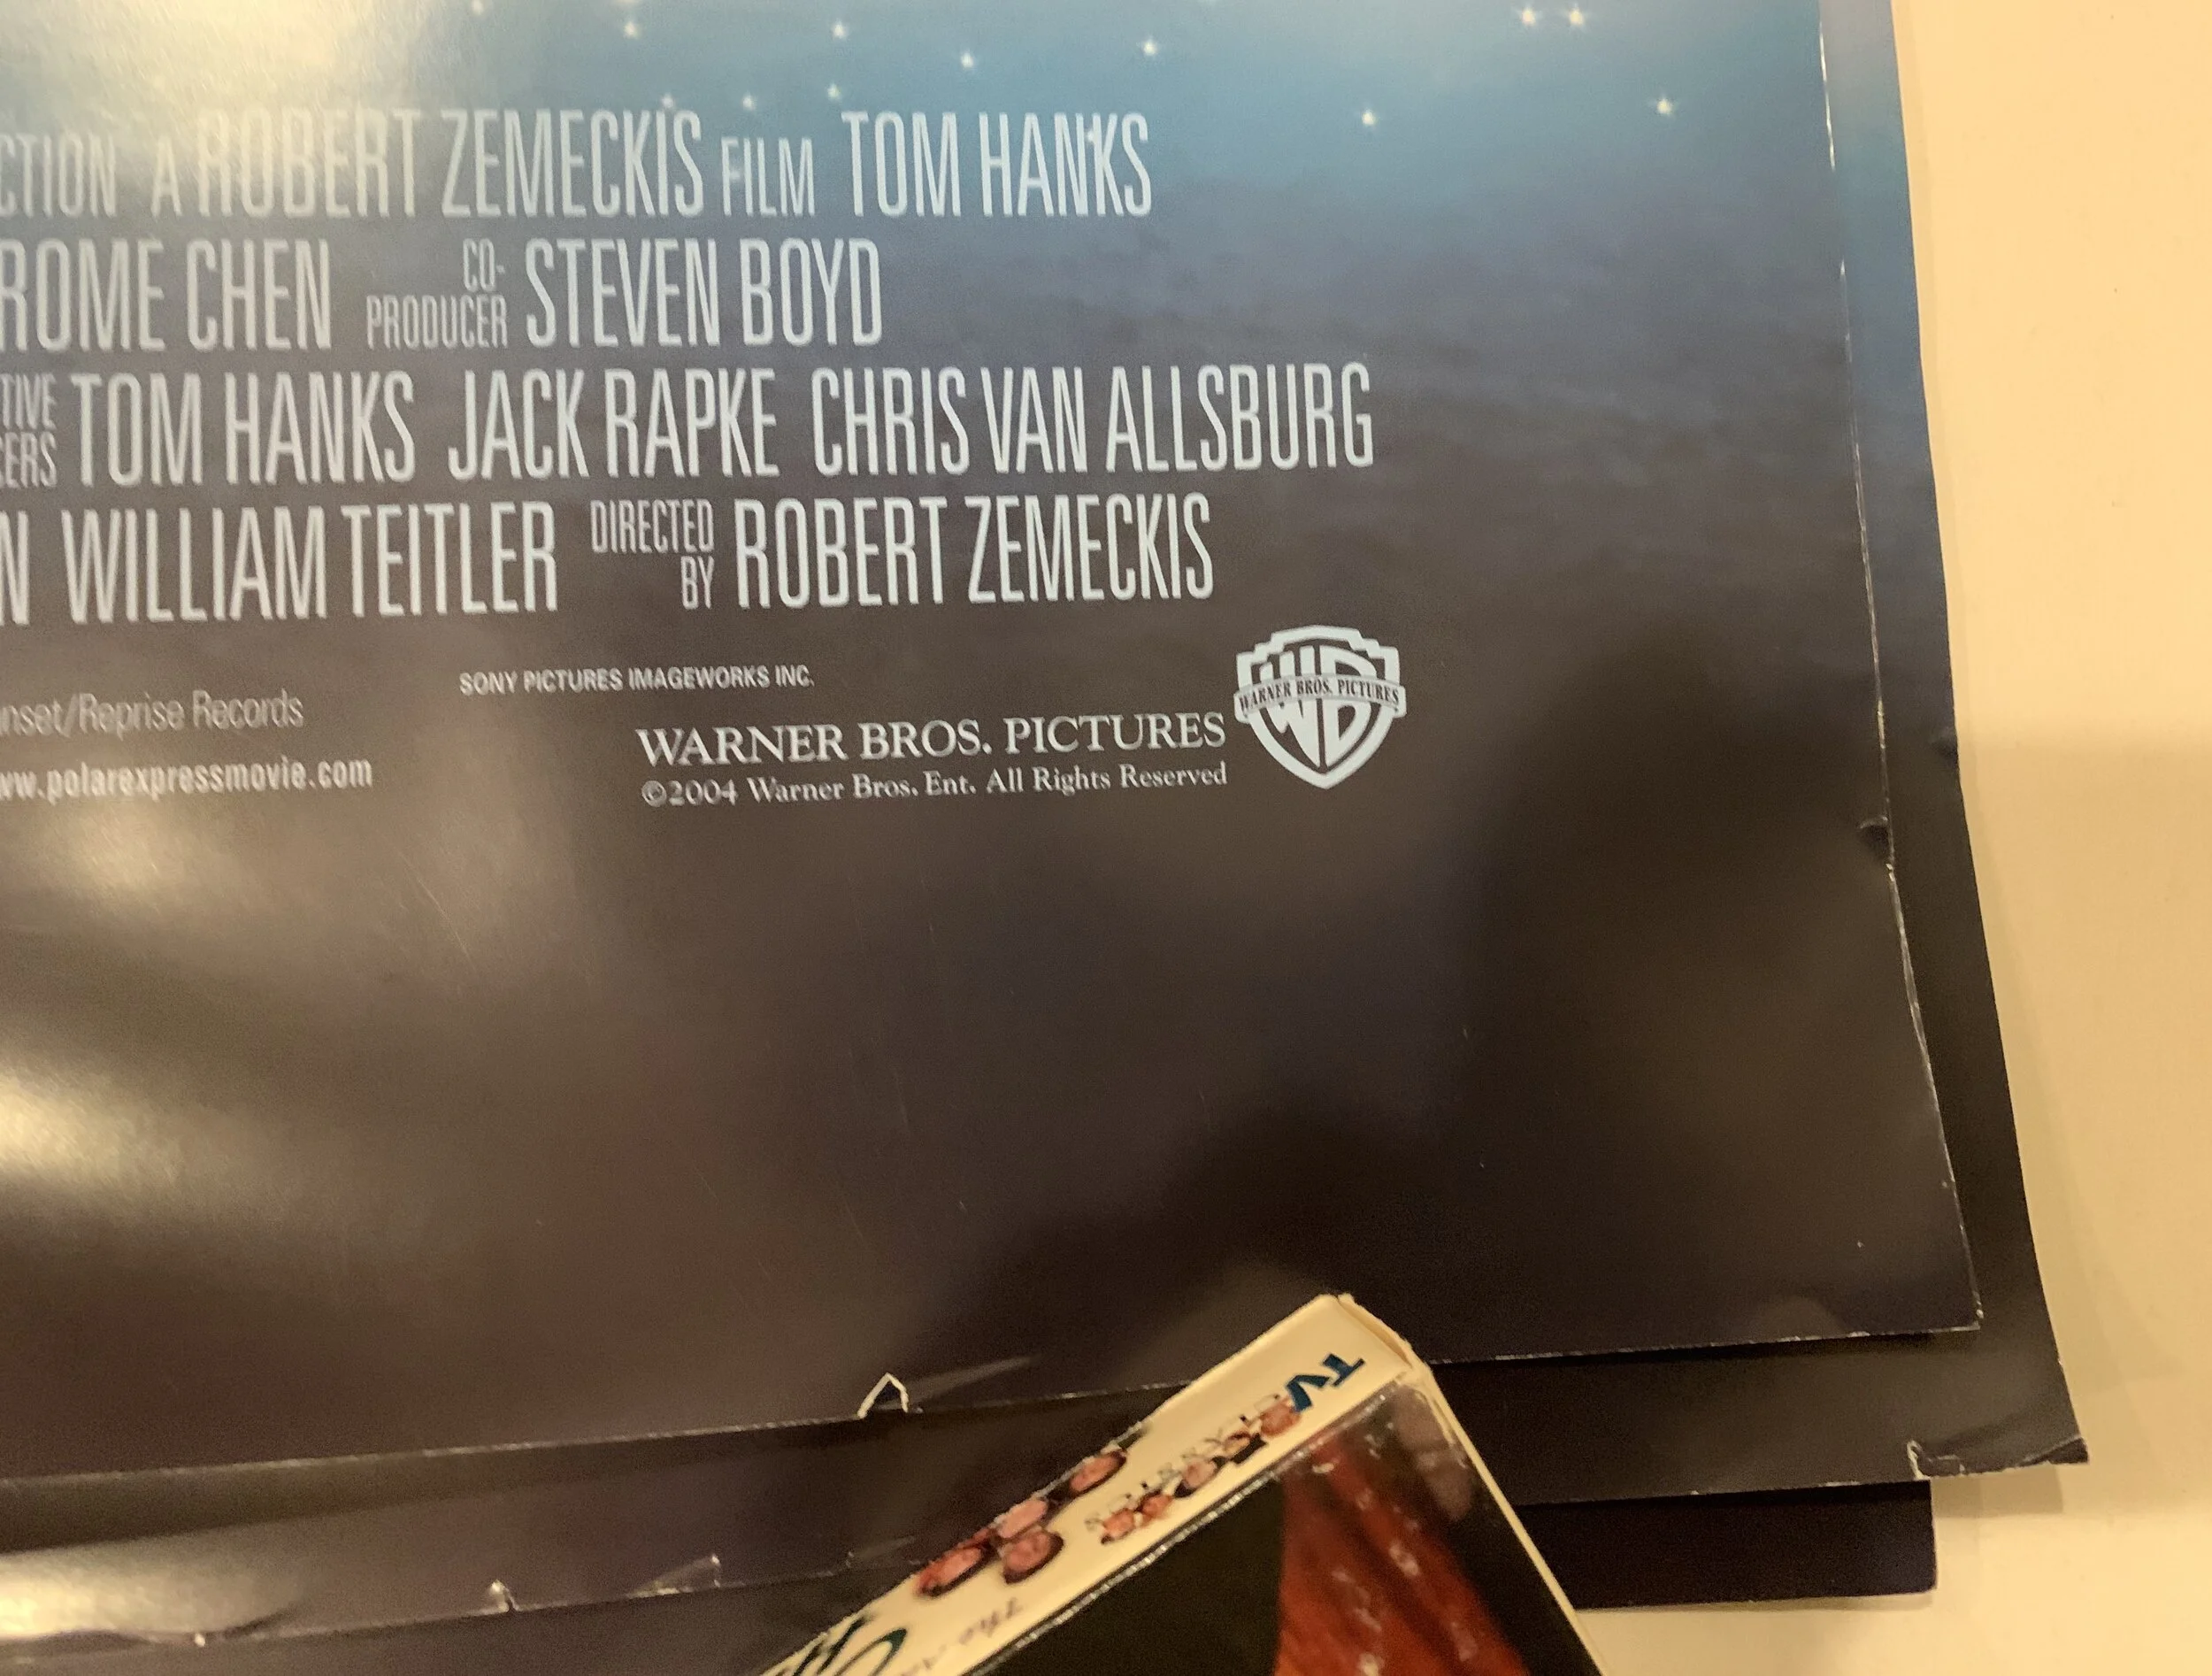 CTION A ROBERT ZEMECKIS FILM TOM HANKS
ROME CHEN CO-PRODUCER STEVEN BOYD
TIVE CERS TOM HANKS JACK RAPKE CHRIS VAN ALLSBURG
N WILLIAM TEITLER DIRECTED BY ROBERT ZEMECKIS
SONY PICTURES IMAGEWORKS INC.
nset/Reprise Records
WARNER BROS. PICTURES
WB
WARNER BROS. PICTURES
ww.polarexpressmovie.com
©2004 Warner Bros. Ent. All Rights Reserved
TV